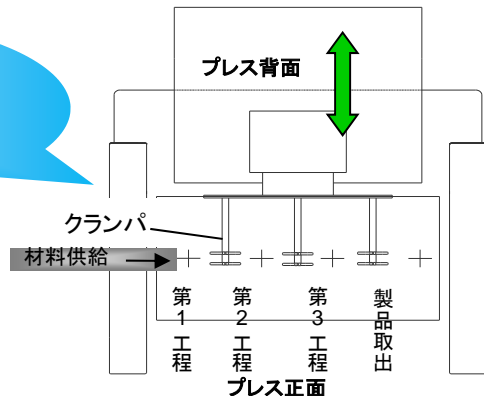 プレス背面
クランパ
材料供給
第1工程
第2工程
第3工程
製品取出
プレス正面